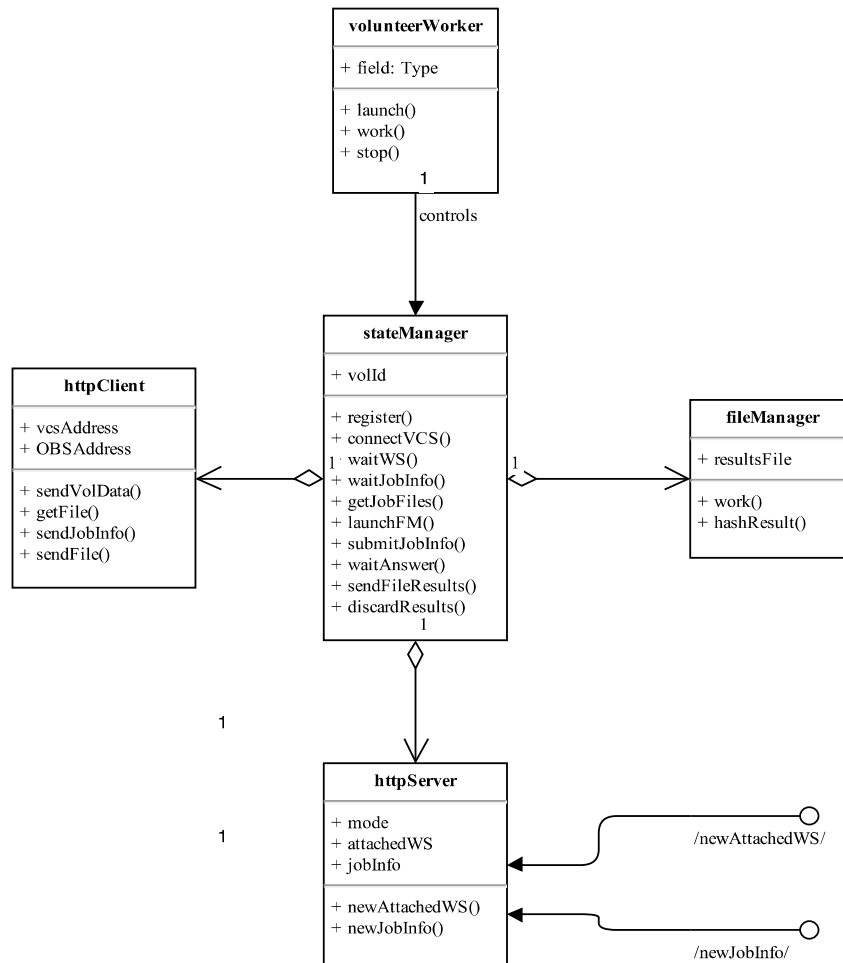 volunteerWorker
+ field: Type
+ launch()
+ work()
+ stop()
1
controls
stateManager
+ volId
+ register()
+ connectVCS()
+ waitWS()
+ waitJobInfo()
+ getJobFiles()
+ launchFM()
+ submitJobInfo()
+ waitAnswer()
+ sendFileResults()
+ discardResults()
1
1
1
httpClient
+ vcsAddress
+ OBSAddress
+ sendVolData()
+ getFile()
+ sendJobInfo()
+ sendFile()
fileManager
+ resultsFile
+ work()
+ hashResult()
1
1
httpServer
+ mode
+ attachedWS
+ jobInfo
+ newAttachedWS()
+ newJobInfo()
/newAttachedWS/
/newJobInfo/